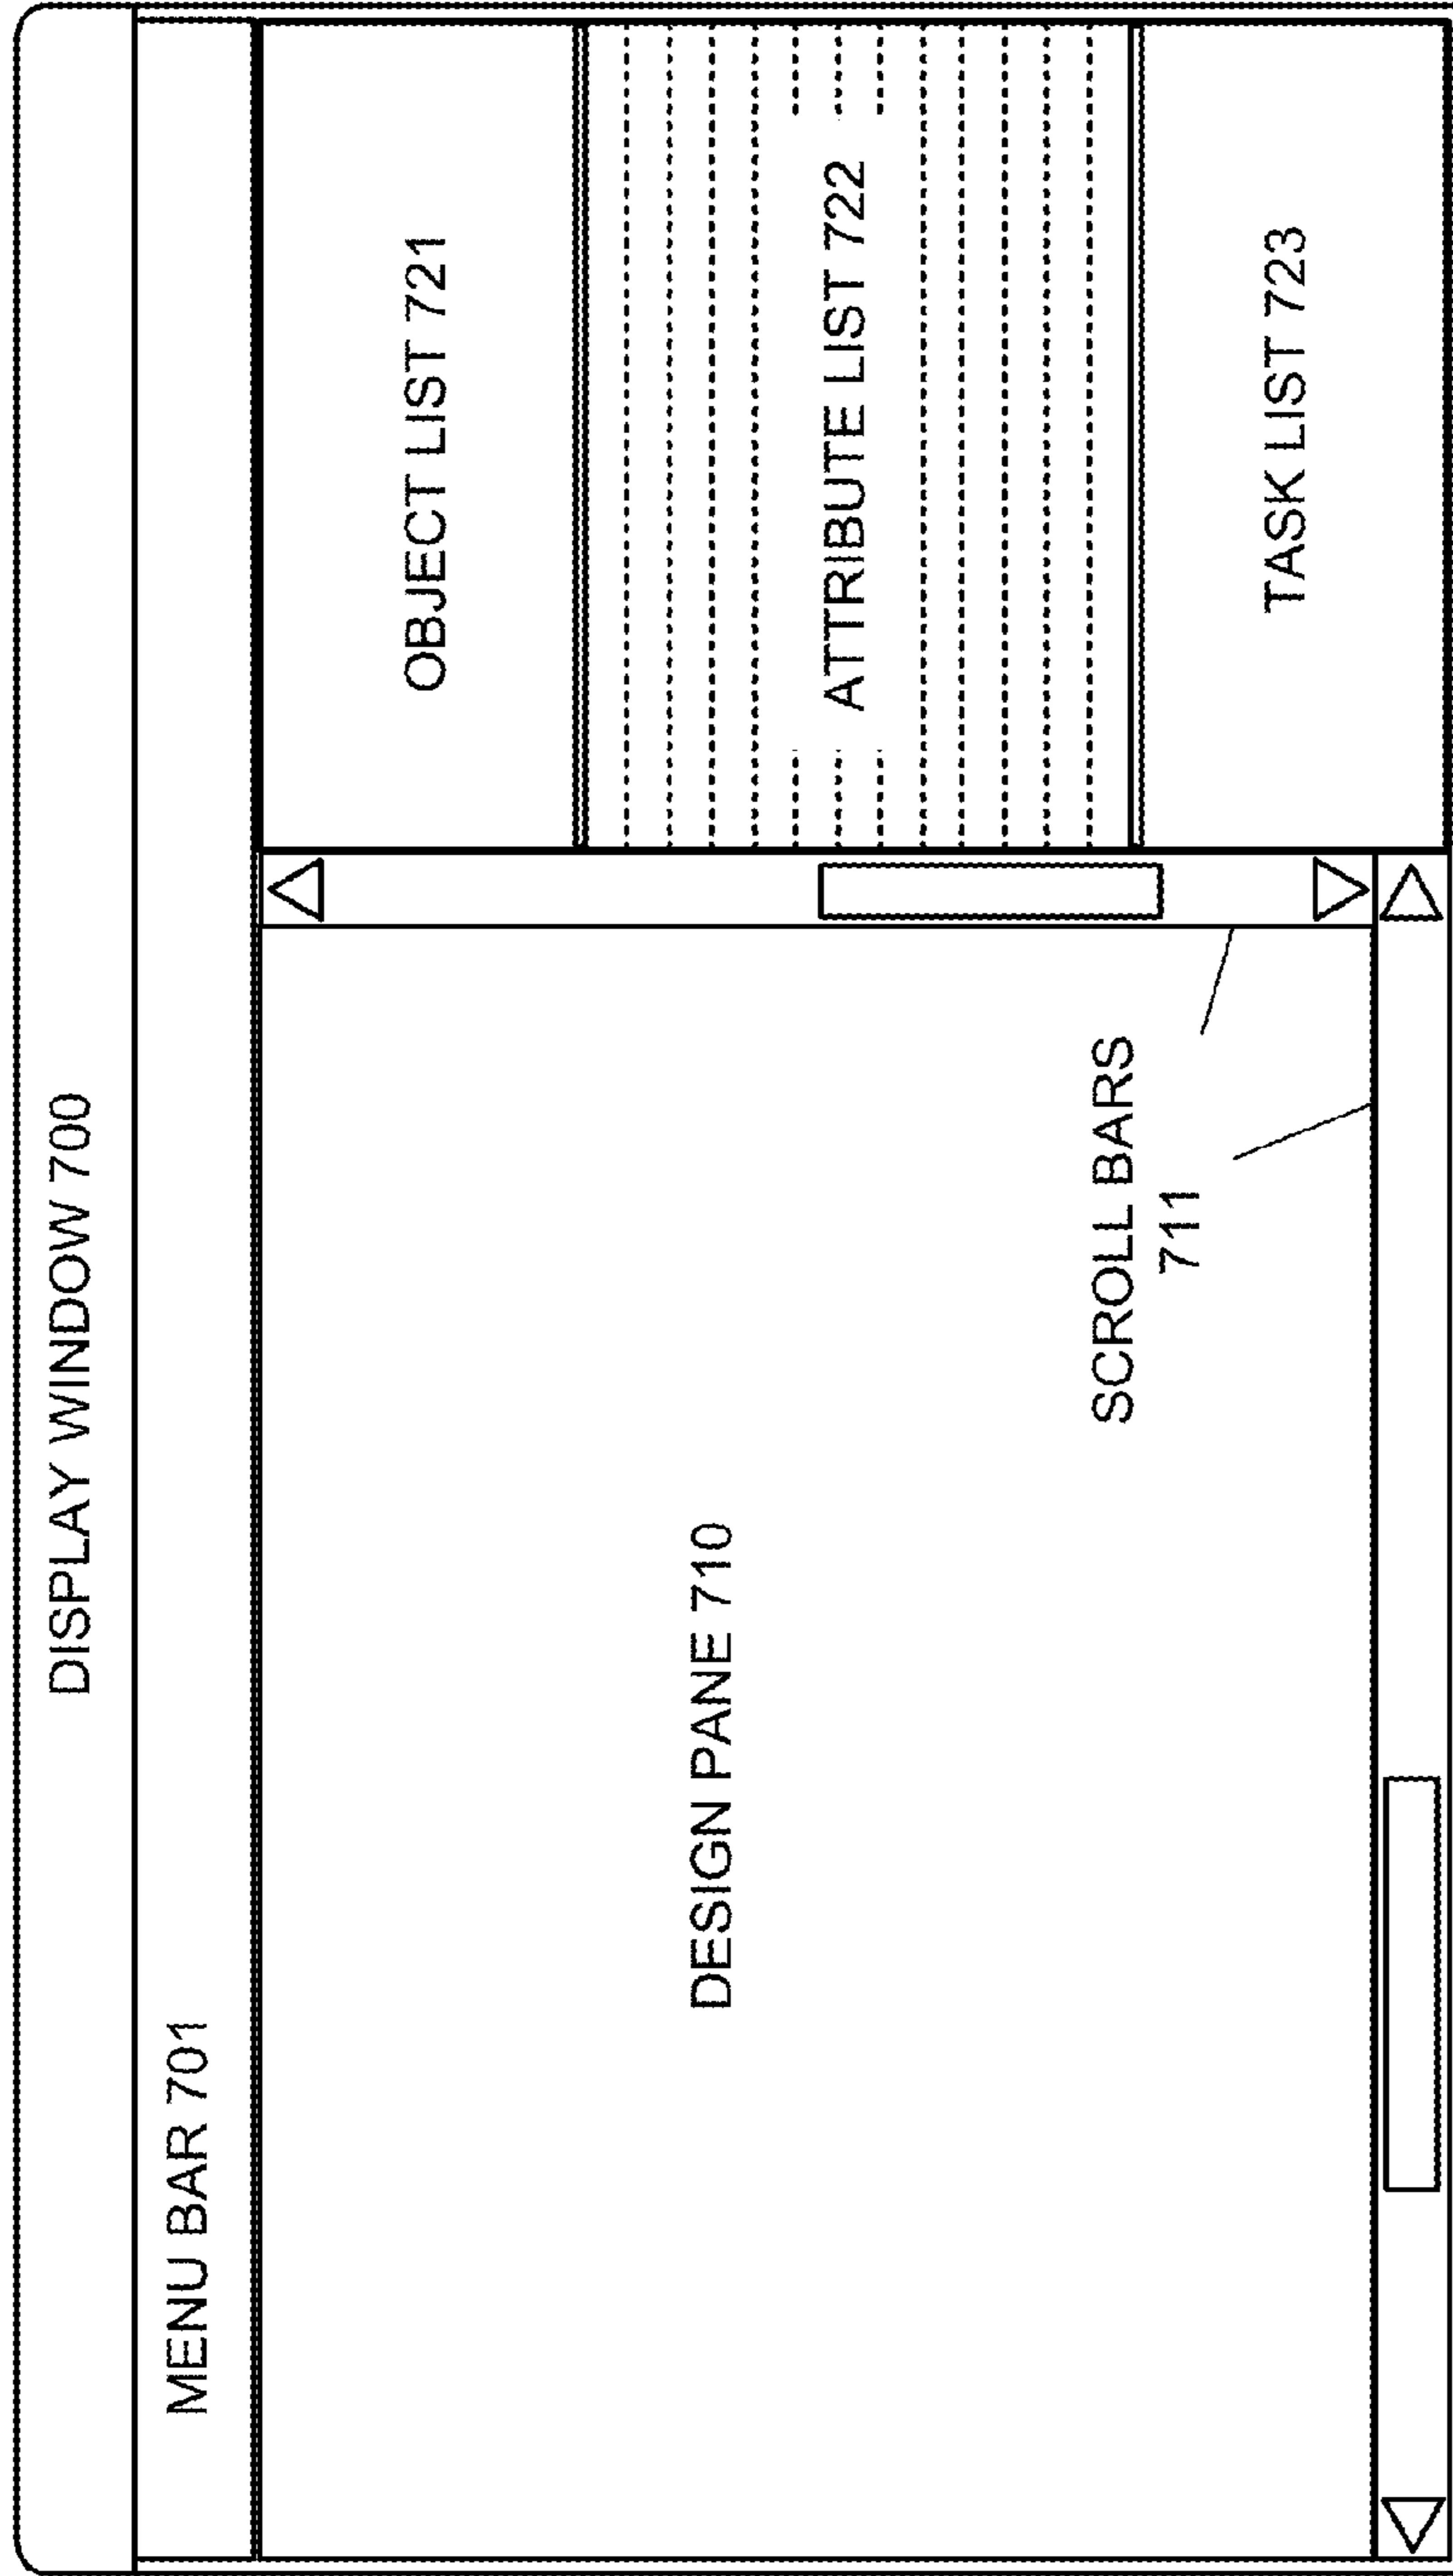 DISPLAY WINDOW 700
MENU BAR 701
DESIGN PANE 710
SCROLL BARS
711
OBJECT LIST 721
ATTRIBUTE LIST 722
TASK LIST 723